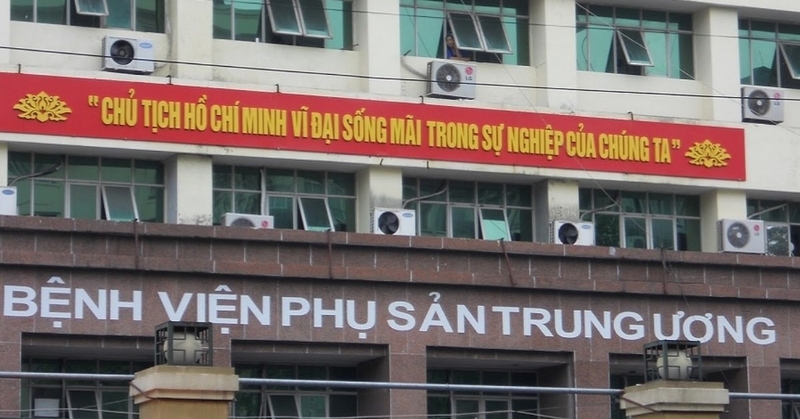 "CHỦ TỊCH HỒ CHÍ MINH VĨ ĐẠI SỐNG MÃI TRONG SỰ NGHIỆP CỦA CHÚNG TA"
BỆNH VIỆN PHỤ SẢN TRUNG ƯƠNG